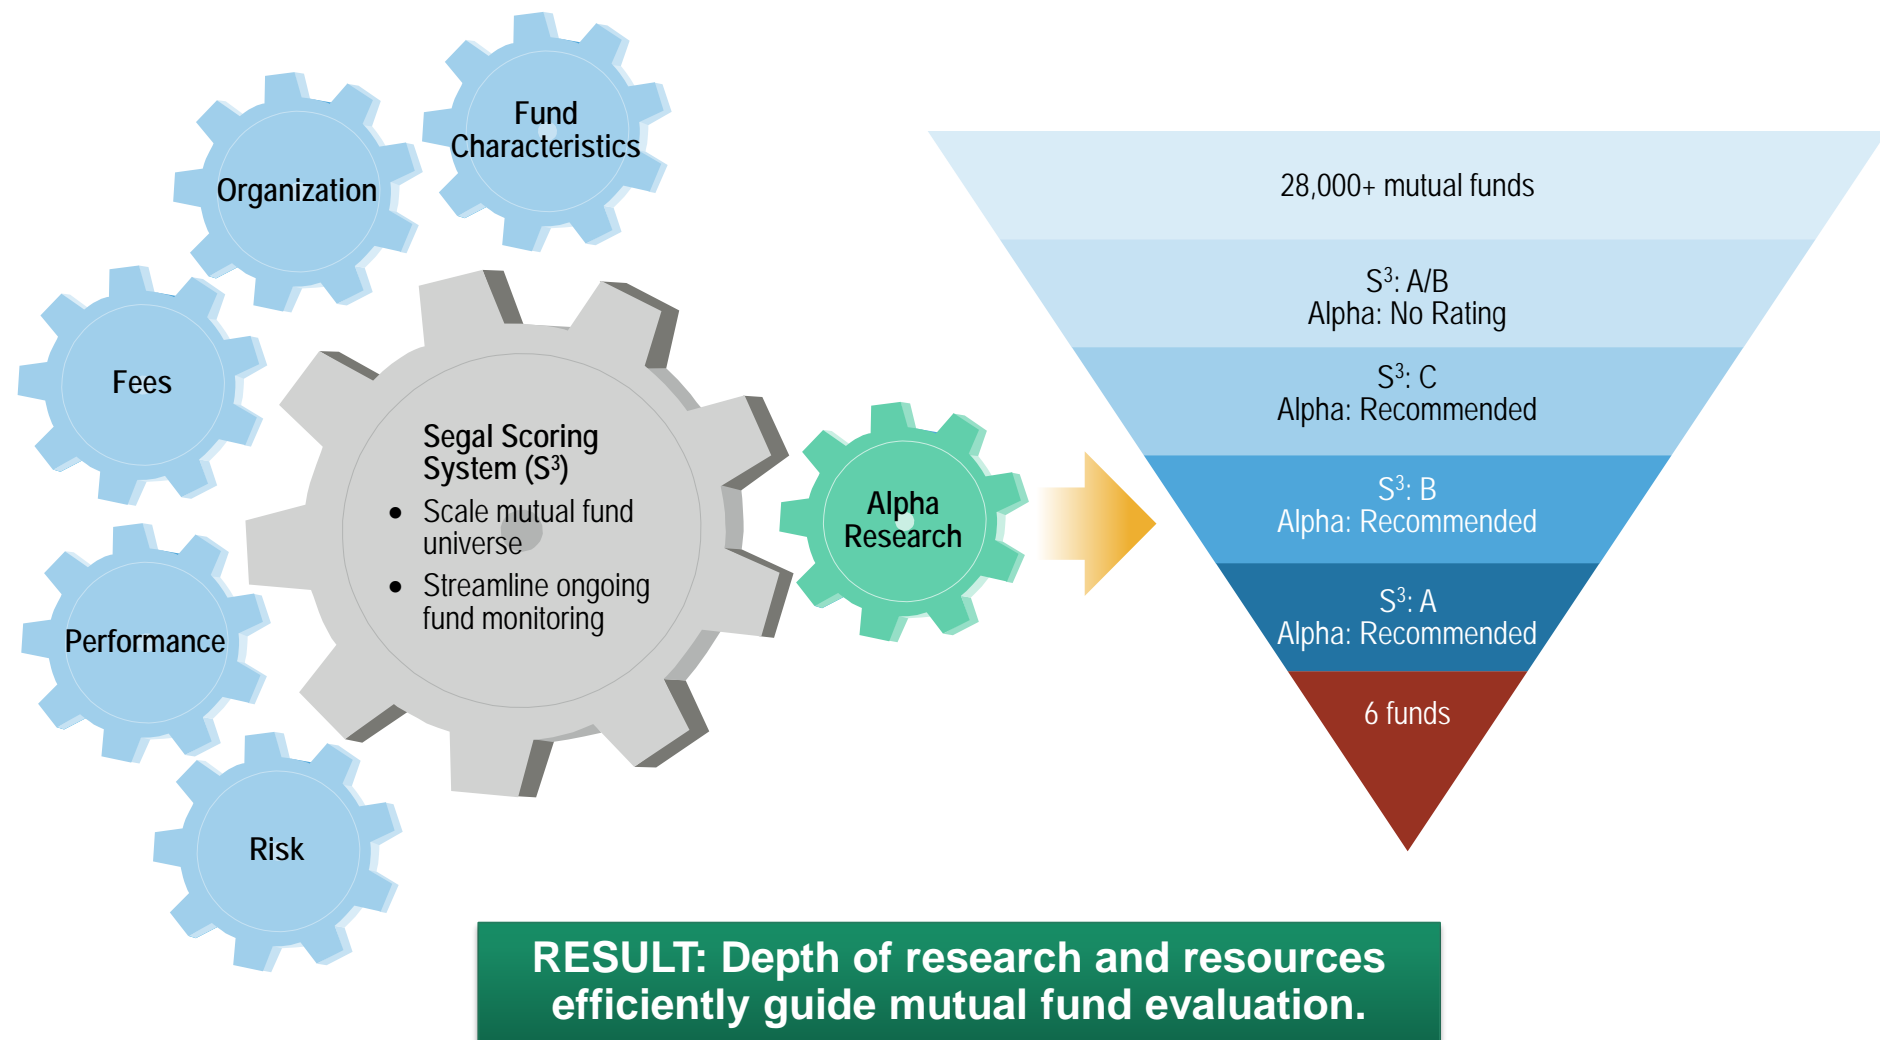 Fund
Characteristics
Organization
Fees
Performance
Risk
Segal Scoring
System (S³)
• Scale mutual fund
universe
• Streamline ongoing
fund monitoring
Alpha
Research
28,000+ mutual funds
S³: A/B
Alpha: No Rating
S³: C
Alpha: Recommended
S³: B
Alpha: Recommended
S³: A
Alpha: Recommended
6 funds
RESULT: Depth of research and resources
efficiently guide mutual fund evaluation.